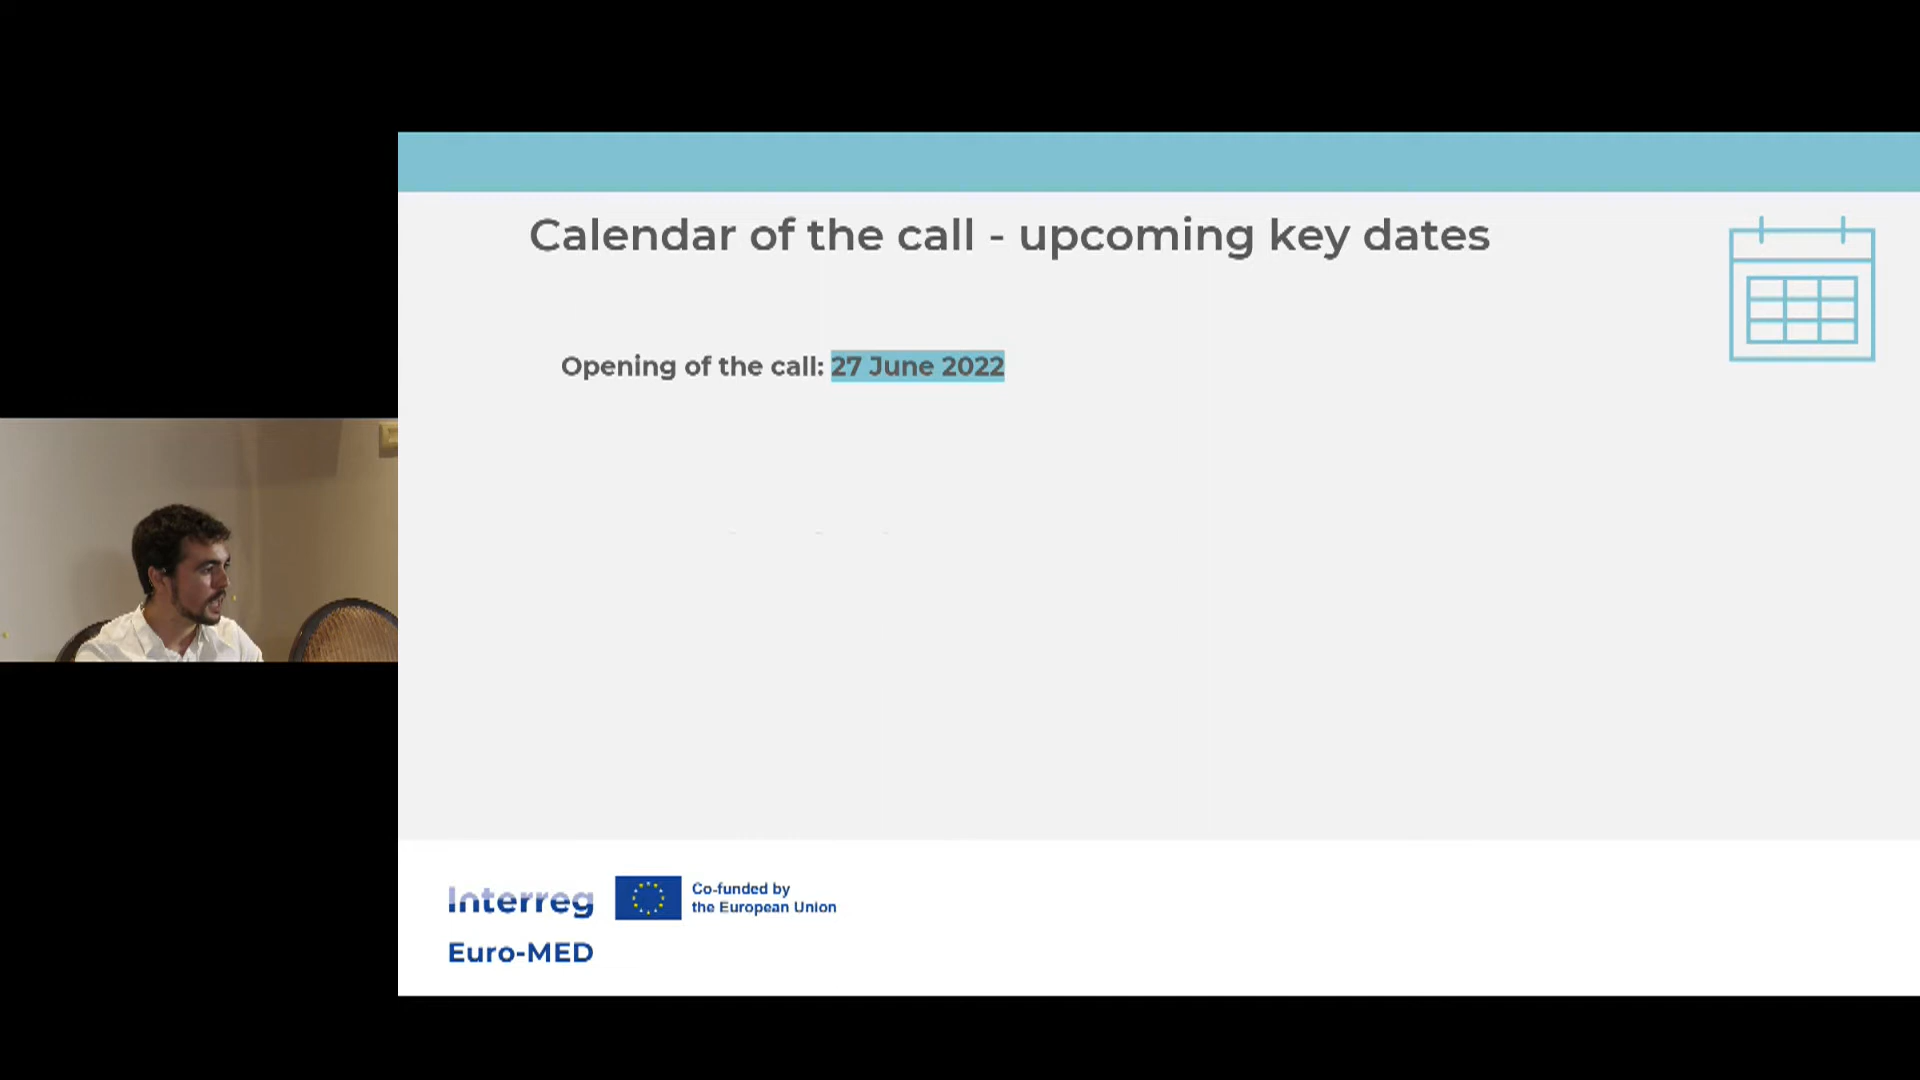 Calendar of the call - upcoming key dates
Opening of the call: 27 June 2022
Interreg
Co-funded by
the European Union
Euro-MED